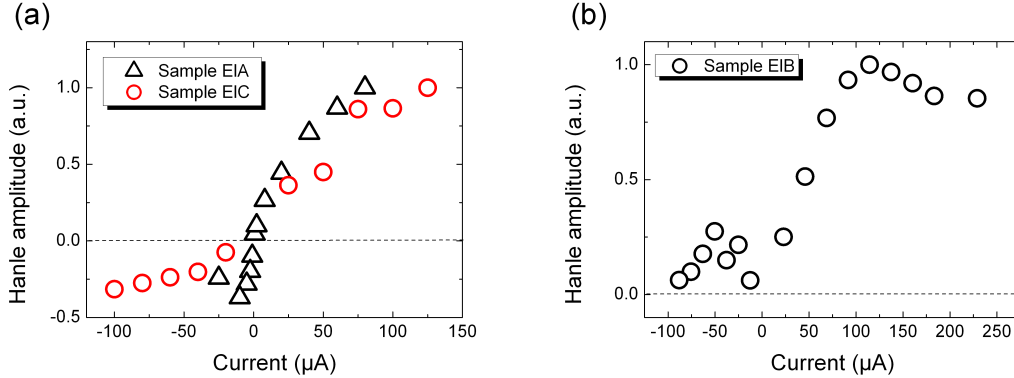 (a)
Sample EIA
Sample EIC
Hanle amplitude (a.u.)
1.0
0.5
0.0
-0.5
-100 -50 0 50 100 150
Current (µA)
(b)
Sample EIB
Hanle amplitude (a.u.)
1.0
0.5
0.0
-100 -50 0 50 100 150 200 250
Current (µA)